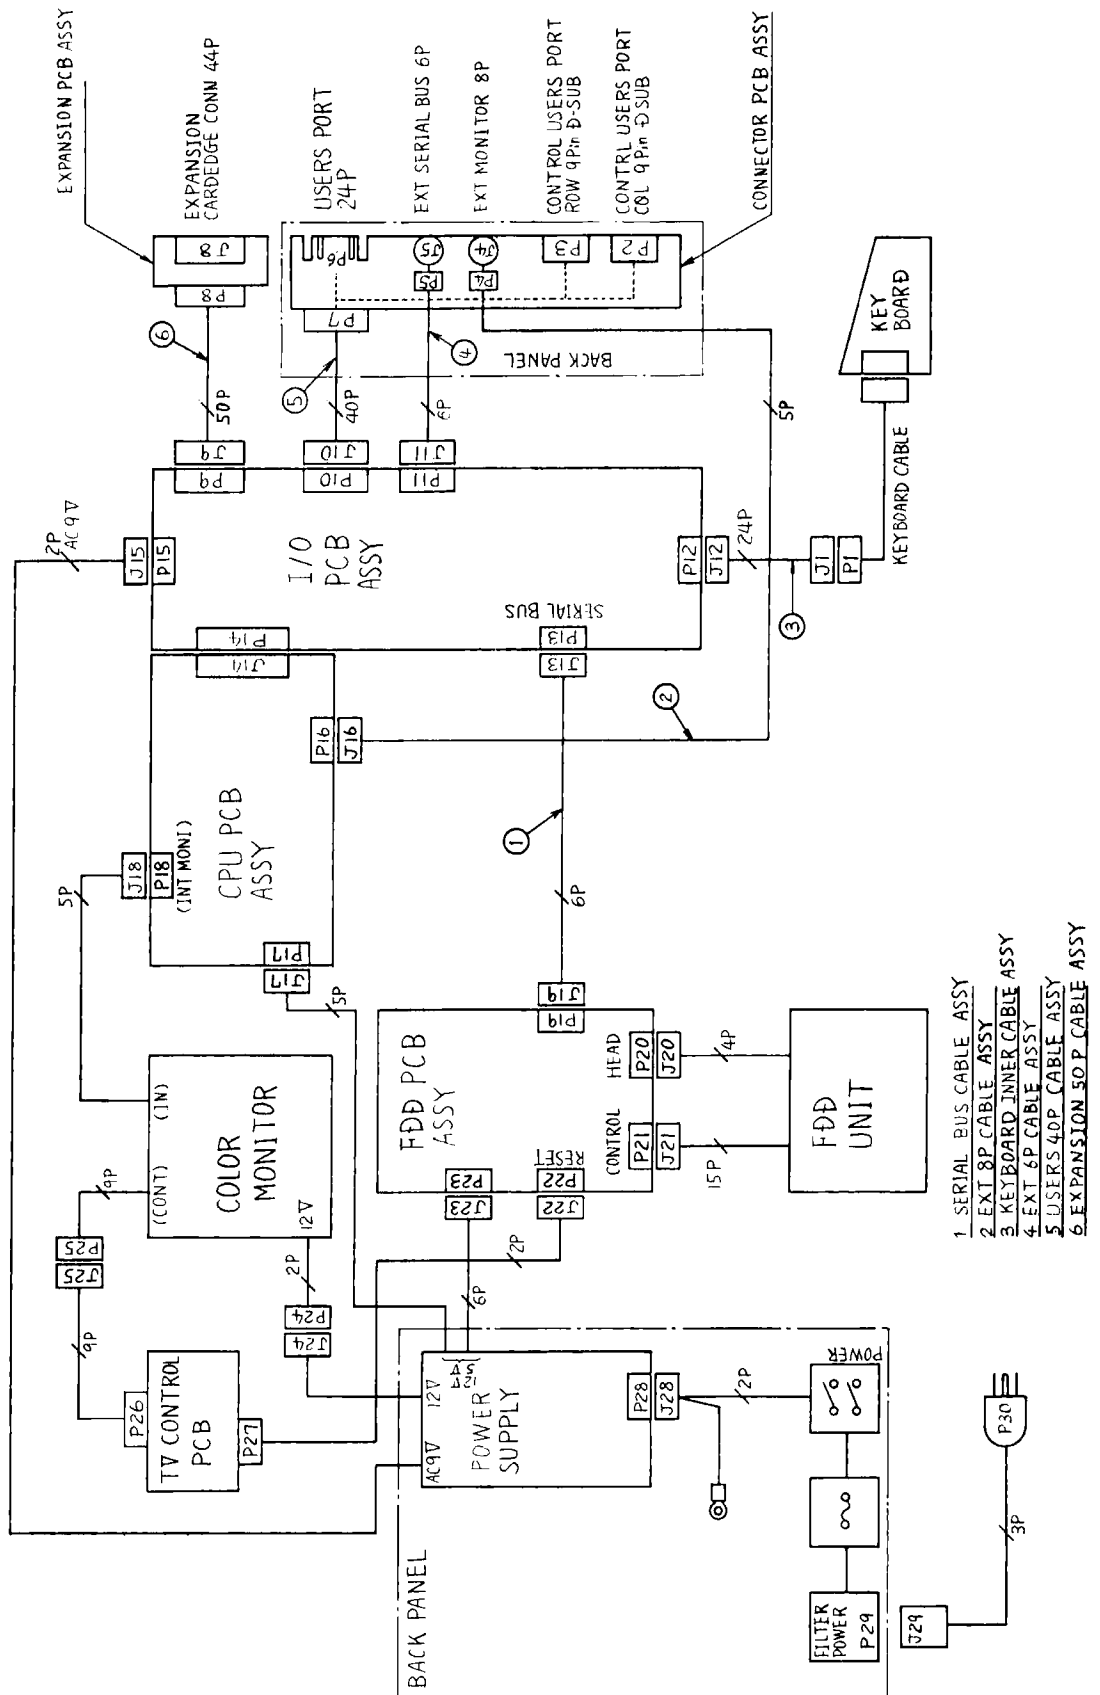 EXPANSION PCB ASSY
EXPANSION
CARDEDGE CONN 44P
J8
P8
6
50P
J9
P9
USERS PORT
24P
P6
P7
5
40P
J10
P10
EXT SERIAL BUS 6P
J5
P5
4
6P
J11
P11
EXT MONITOR 8P
J4
P4
CONTROL USERS PORT
ROW 9Pin D-SUB
P3
CONTRL USERS PORT
COL 9Pin DSUB
P2
CONNECTOR PCB ASSY
BACK PANEL
5P
KEY
BOARD
KEYBOARD CABLE
2P
AC9V
J15
P15
I/O
PCB
ASSY
P14
J14
SERIAL BUS
P13
J13
P12
J12
24P
3
J1
P1
2
1
6P
5P
J18
P18
(INT MONI)
CPU PCB
ASSY
P16
J16
P17
J17
5P
(IN)
(CONT)
COLOR
MONITOR
12V
9P
P25
J25
9P
2P
P24
J24
TV CONTROL
PCB
P26
P27
FDD PCB
ASSY
J19
P19
HEAD
P20
J20
4P
CONTROL
P21
J21
15P
RESET
P22
J22
2P
P23
J23
6P
FDD
UNIT
BACK PANEL
AC9V
12V
12V
5V
POWER
SUPPLY
P28
J28
2P
POWER
FILTER
POWER
P29
J29
3P
P30
1 SERIAL BUS CABLE ASSY
2 EXT 8P CABLE ASSY
3 KEYBOARD INNER CABLE ASSY
4 EXT 6P CABLE ASSY
5 USERS 40P CABLE ASSY
6 EXPANSION 50P CABLE ASSY